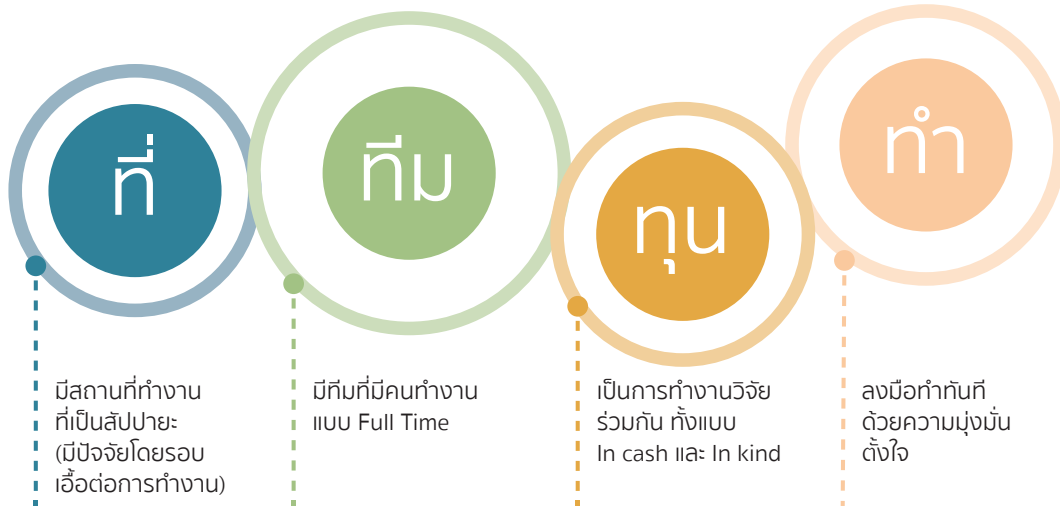 ที่
ทีม
ทุน
ทำ
มีสถานที่ทำงาน
ที่เป็นสัปปายะ
(มีปัจจัยโดยรอบ
เอื้อต่อการทำงาน)
มีทีมที่มีคนทำงาน
แบบ Full Time
เป็นการทำงานวิจัย
ร่วมกัน ทั้งแบบ
In cash และ In kind
ลงมือทำทันที
ด้วยความมุ่งมั่น
ตั้งใจ